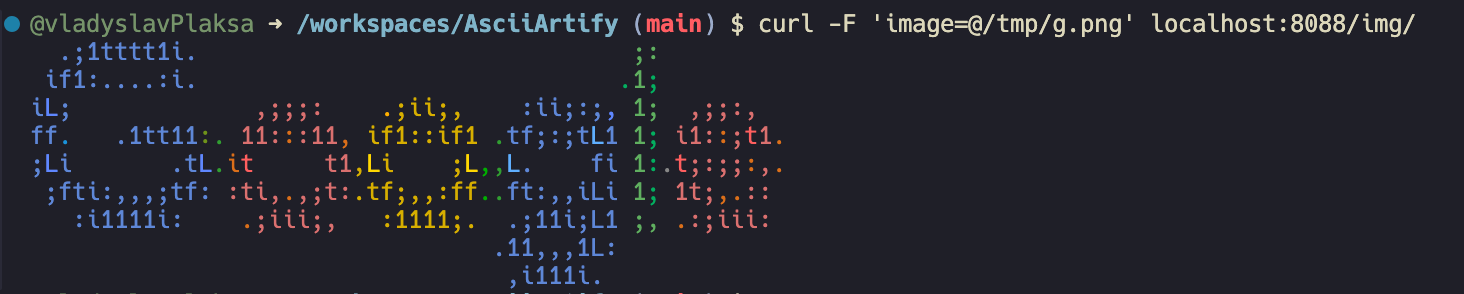 @vladyslavPlaksa ➜ /workspaces/AsciiArtify (main) $ curl -F 'image=@/tmp/g.png' localhost:8088/img/
  .;1tttt1i.                                ;:
 if1:....:i.                               .1;
iL;              ,;;;:     .;ii;,     :ii;:;, 1;  ,;;:,
ff.    .1tt11:. 11:::11, if1::if1 .tf;:;tL1 1; i1::;t1.
;Li       .tL.it     t1,Li    ;L,,L.    fi 1:.t;:;;:,.
 ;fti:,,,;tf: :ti,.,;t:.tf;,,:ff..ft:,,iLi 1; 1t;,.::
   :i1111i:    .;iii;,   :1111;.  .;11i;L1 ;, .:;iii:
                                 .11,,,1L:
                                  ,i111i.